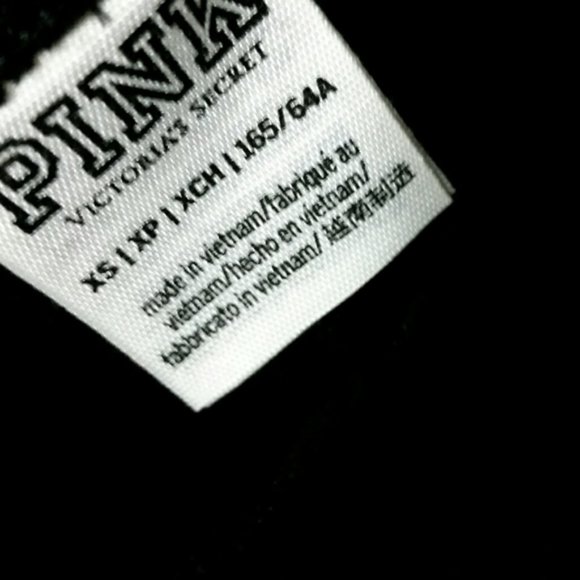 PINK
VICTORIA'S SECRET
XS | XP | XCH | 165/64A
made in vietnam/fabriqué au
vietnam/hecho en vietnam/
fabbricato in vietnam/ 越南制造